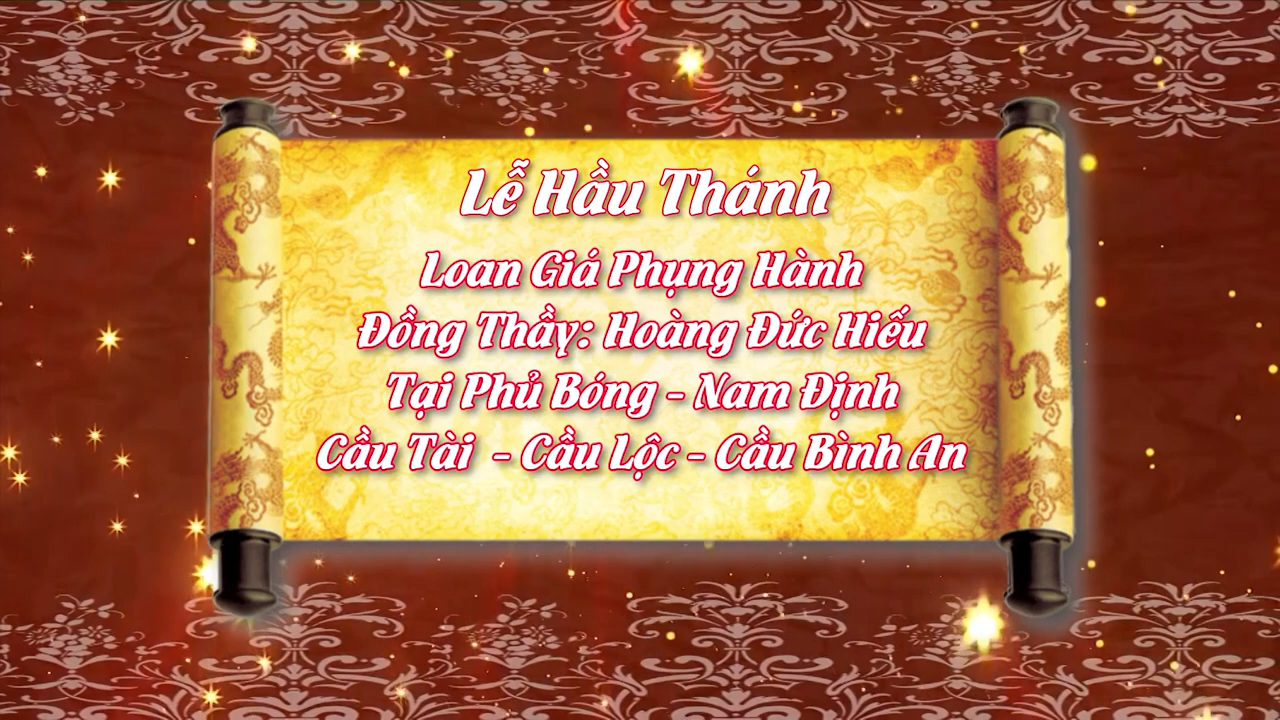 Lễ Hầu Thánh
Loan Giá Phụng Hành
Đồng Thầy: Hoàng Đức Hiếu
Tại Phủ Bóng - Nam Định
Cầu Tài - Cầu Lộc - Cầu Bình An